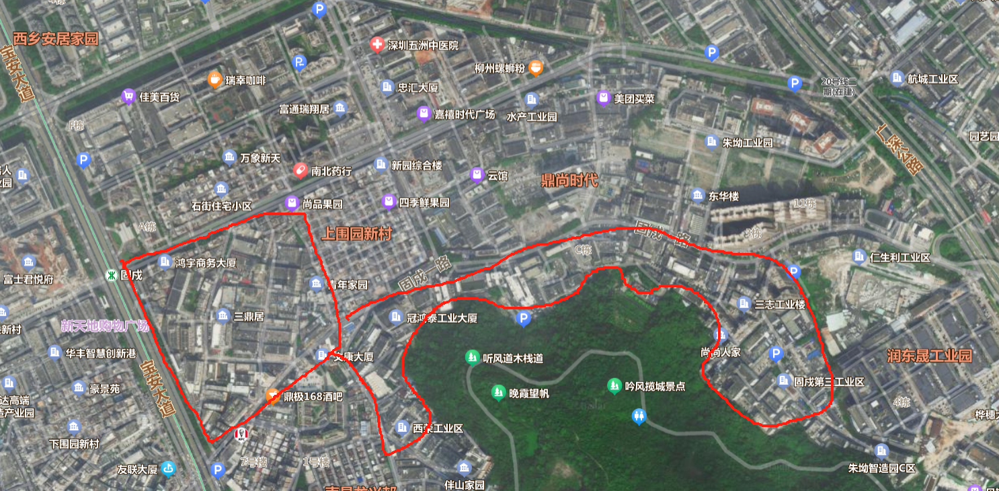 西乡安居家园
深圳五洲中医院
宝安大道
柳州螺蛳粉
瑞幸咖啡
航城工业区
20号线二
期(在建)
忠汇大厦
佳美百货
美团买菜
富通瑞翔居
嘉禧时代广场
水产工业园
F栋
园艺园
朱坳工业园
广深公路
万象新天
新园综合楼
南北药行
云馆
鼎尚时代
业园
东华楼
石街住宅小区
尚品果园
四季鲜果园
11栋
A栋
上围园新村
固戍一路
3栋
C栋
鸿宇商务大厦
仁生利工业区
固戍一路
固戍
富士君悦府
青年家园
三志工业楼
三鼎居
冠鸿泰工业大厦
新天地购物广场
新村
华丰智慧创新港
安康大厦
听风道木栈道
尚尚人家
润东晟工业园
宝安大道
豪景苑
鼎极168酒吧
晚霞望帆
吟风揽城景点
固戍第三工业区
达高端
造产业园
4栋
桦穗大
西荣工业区
下围园新村
KFC
7号楼
1号楼
友联大厦
伴山家园
朱坳智造园C区